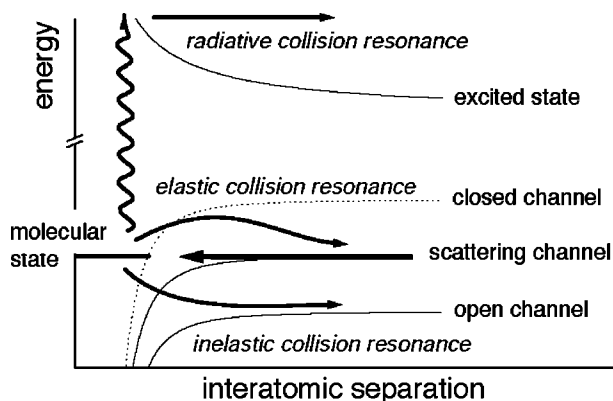 radiative collision resonance
energy
excited state
elastic collision resonance
closed channel
molecular
state
scattering channel
open channel
inelastic collision resonance
interatomic separation